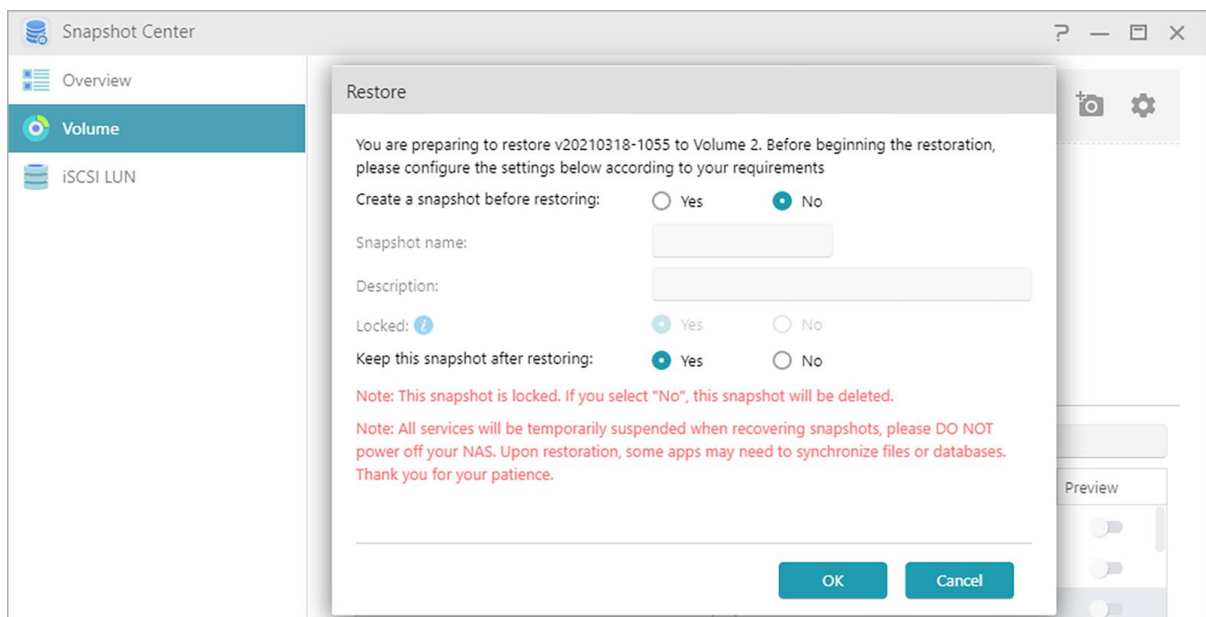 Snapshot Center
Overview
Volume
iSCSI LUN
Restore
You are preparing to restore v20210318-1055 to Volume 2. Before beginning the restoration,
please configure the settings below according to your requirements
Create a snapshot before restoring: Yes No
Snapshot name:
Description:
Locked: i Yes No
Keep this snapshot after restoring: Yes No
Note: This snapshot is locked. If you select "No", this snapshot will be deleted.
Note: All services will be temporarily suspended when recovering snapshots, please DO NOT
power off your NAS. Upon restoration, some apps may need to synchronize files or databases.
Thank you for your patience.
Preview
OK Cancel